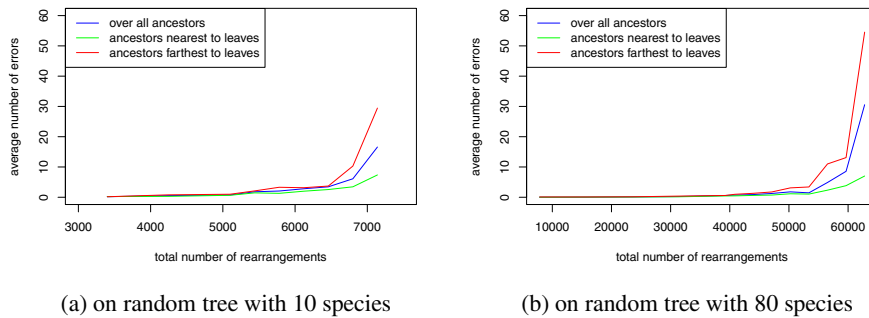 over all ancestors
ancestors nearest to leaves
ancestors farthest to leaves
average number of errors
60
50
40
30
20
10
0
3000 4000 5000 6000 7000
total number of rearrangements
(a) on random tree with 10 species
over all ancestors
ancestors nearest to leaves
ancestors farthest to leaves
average number of errors
60
50
40
30
20
10
0
10000 20000 30000 40000 50000 60000
total number of rearrangements
(b) on random tree with 80 species